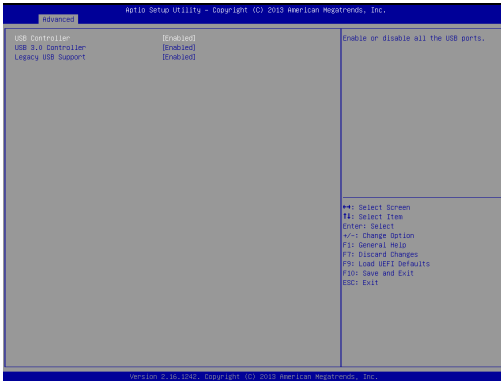 Aptio Setup Utility - Copyright (C) 2013 American Megatrends, Inc.
Advanced
USB Controller [Enabled]
USB 3.0 Controller [Enabled]
Legacy USB Support [Enabled]
Enable or disable all the USB ports.
↔: Select Screen
↑↓: Select Item
Enter: Select
+/-: Change Option
F1: General Help
F7: Discard Changes
F9: Load UEFI Defaults
F10: Save and Exit
ESC: Exit
Version 2.16.1242. Copyright (C) 2013 American Megatrends, Inc.